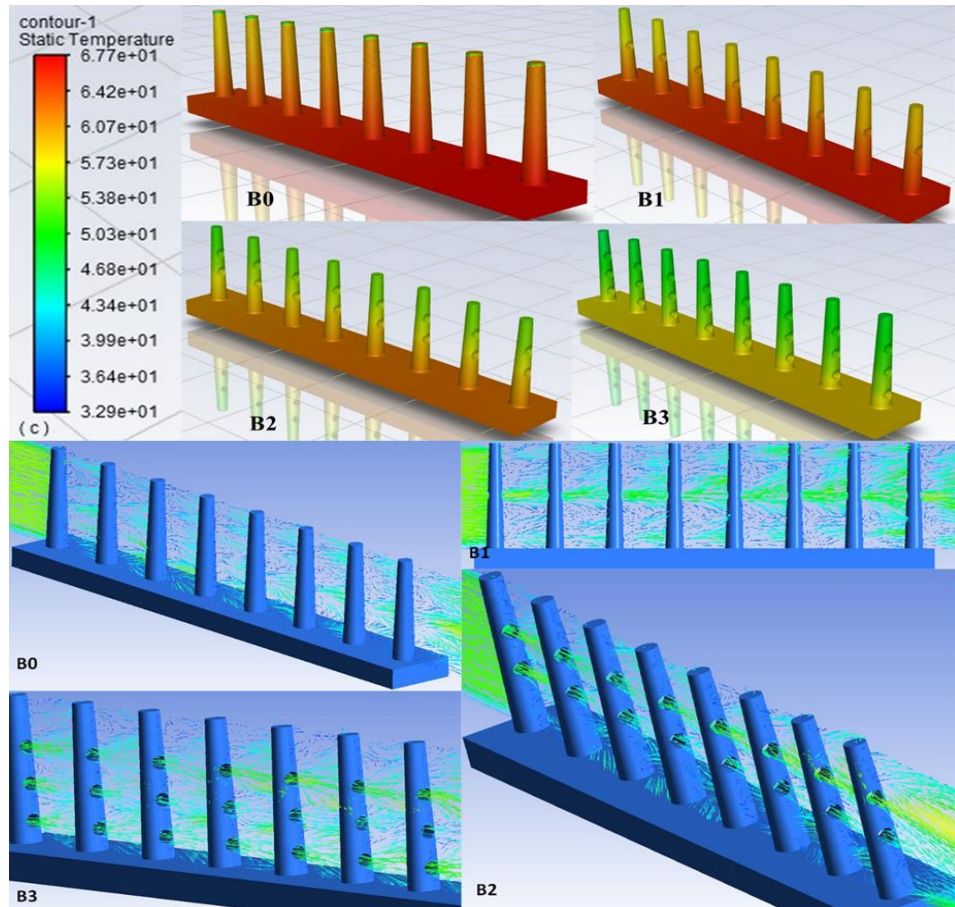 contour-1
Static Temperature
6.77e+01
6.42e+01
6.07e+01
5.73e+01
5.38e+01
5.03e+01
4.68e+01
4.34e+01
3.99e+01
3.64e+01
3.29e+01
( c )
B0
B1
B2
B3
B0
B1
B3
B2